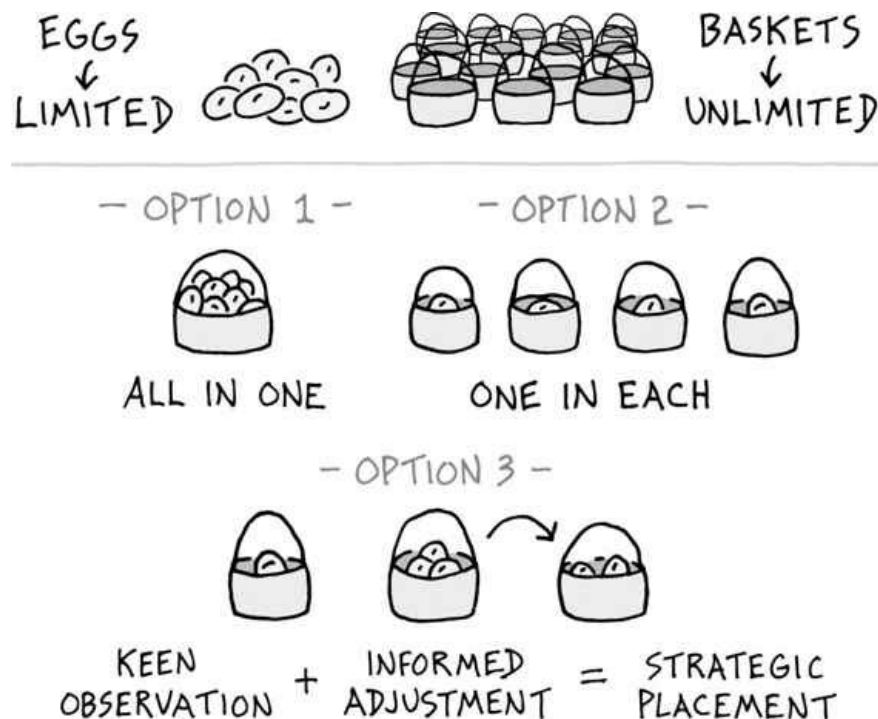 EGGS
LIMITED
BASKETS
UNLIMITED
- OPTION 1 -
- OPTION 2 -
ALL IN ONE
ONE IN EACH
- OPTION 3 -
KEEN
OBSERVATION
+
INFORMED
ADJUSTMENT
=
STRATEGIC
PLACEMENT